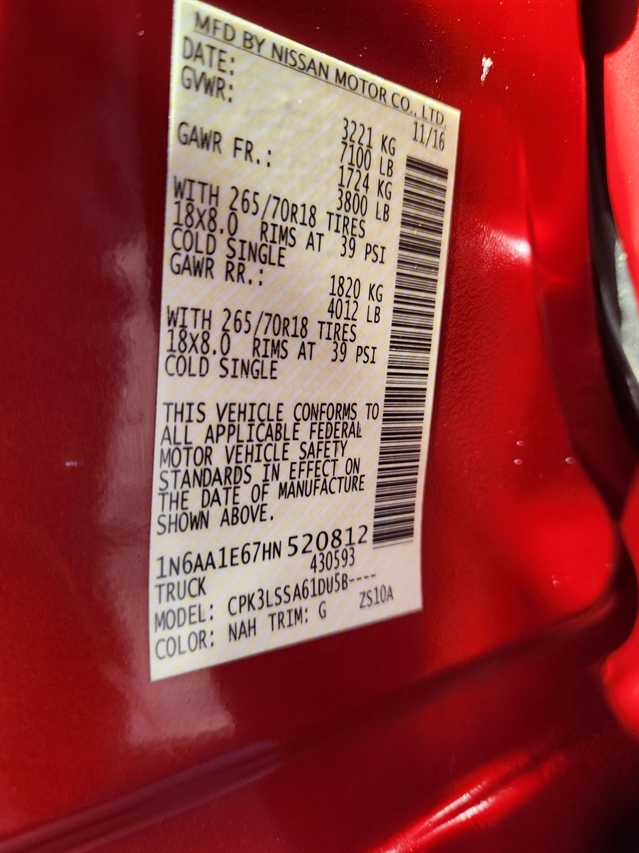 MFD BY NISSAN MOTOR CO., LTD.
DATE: 11/16
GVWR: 3221 KG
7100 LB
GAWR FR.: 1724 KG
3800 LB
WITH 265/70R18 TIRES
18X8.0 RIMS AT 39 PSI
COLD SINGLE
GAWR RR.: 1820 KG
4012 LB
WITH 265/70R18 TIRES
18X8.0 RIMS AT 39 PSI
COLD SINGLE
THIS VEHICLE CONFORMS TO
ALL APPLICABLE FEDERAL
MOTOR VEHICLE SAFETY
STANDARDS IN EFFECT ON
THE DATE OF MANUFACTURE
SHOWN ABOVE.
1N6AA1E67HN520812
TRUCK 430593
MODEL: CPK3LSSA61DU5B----
COLOR: NAH TRIM: G ZS10A